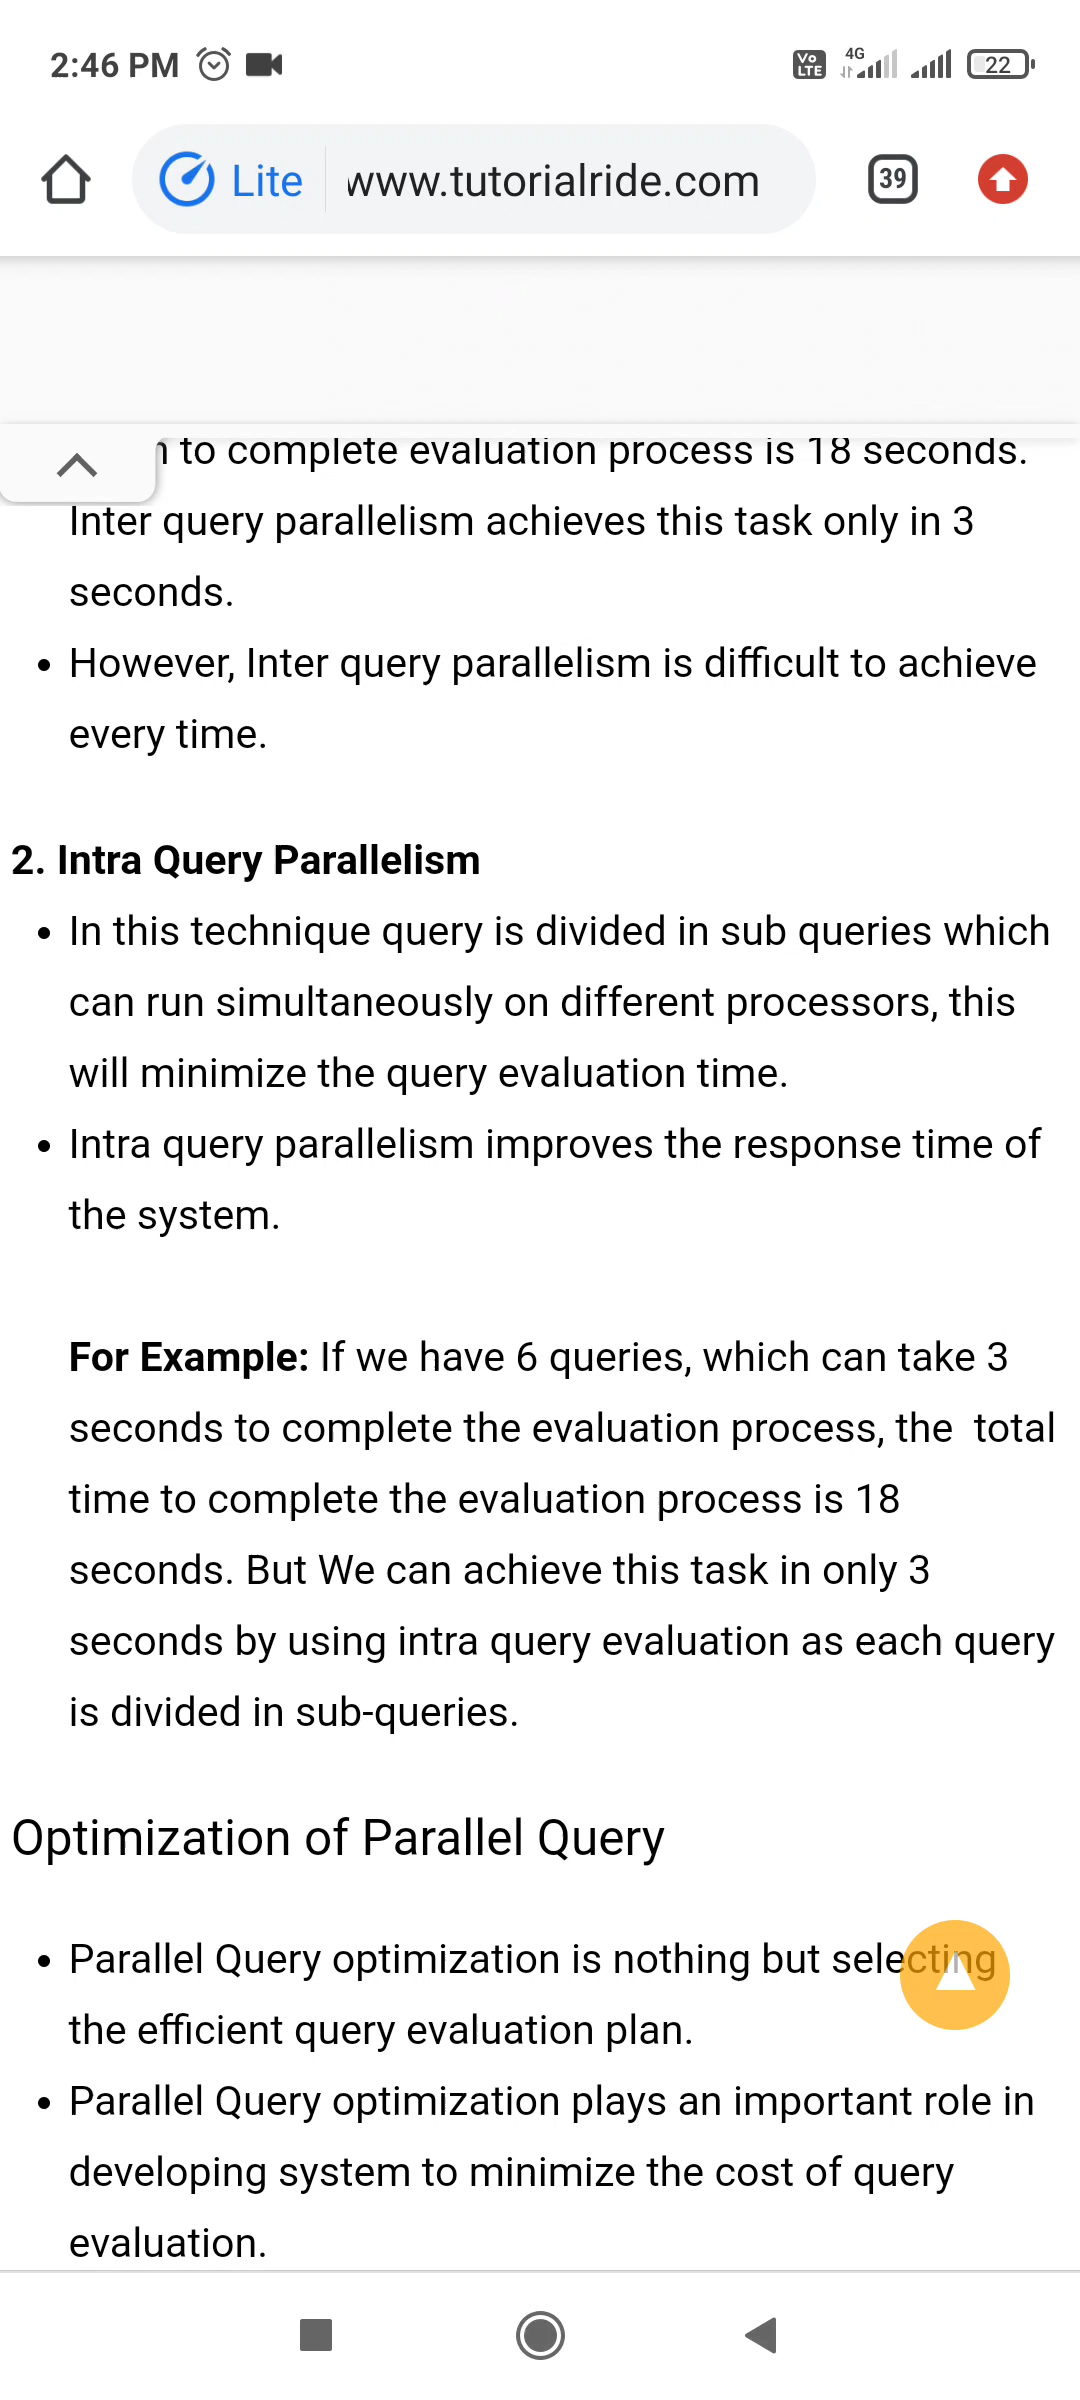 2:46 PM
Vo LTE 4G 22
Lite www.tutorialride.com 39
to complete evaluation process is 18 seconds.
Inter query parallelism achieves this task only in 3
seconds.
• However, Inter query parallelism is difficult to achieve
every time.
2. Intra Query Parallelism
• In this technique query is divided in sub queries which
can run simultaneously on different processors, this
will minimize the query evaluation time.
• Intra query parallelism improves the response time of
the system.
For Example: If we have 6 queries, which can take 3
seconds to complete the evaluation process, the total
time to complete the evaluation process is 18
seconds. But We can achieve this task in only 3
seconds by using intra query evaluation as each query
is divided in sub-queries.
Optimization of Parallel Query
• Parallel Query optimization is nothing but selecting
the efficient query evaluation plan.
• Parallel Query optimization plays an important role in
developing system to minimize the cost of query
evaluation.